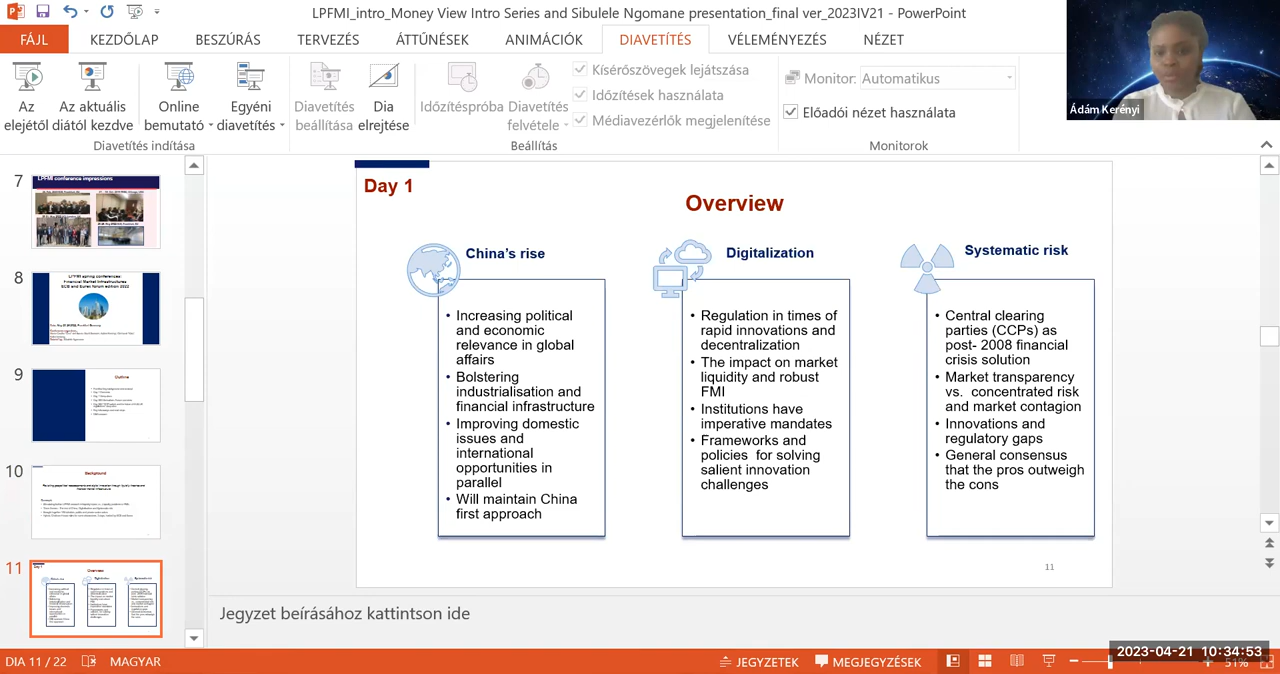 LPFMI_intro_Money View Intro Series and Sibulele Ngomane presentation_final ver_2023IV21 - PowerPoint
FÁJL KEZDŐLAP BESZÚRÁS TERVEZÉS ÁTTŰNÉSEK ANIMÁCIÓK DIAVETÍTÉS VÉLEMÉNYEZÉS NÉZET
Az elejétől
Az aktuális diától kezdve
Online bemutató
Egyéni diavetítés
Diavetítés indítása
Diavetítés beállítása
Dia elrejtése
Időzítéspróba
Diavetítés felvétele
Kísérőszövegek lejátszása
Időzítések használata
Médiavezérlők megjelenítése
Beállítás
Monitor: Automatikus
Előadói nézet használata
Monitorok
Ádám Kerényi
7
LPFMI conference impressions
8
9
Outline
10
Background
11
Day 1
Overview
China's rise
• Increasing political
and economic
relevance in global
affairs
• Bolstering
industrialisation and
financial infrastructure
• Improving domestic
issues and
international
opportunities in
parallel
• Will maintain China
first approach
Digitalization
• Regulation in times of
rapid innovations and
decentralization
• The impact on market
liquidity and robust
FMI
• Institutions have
imperative mandates
• Frameworks and
policies for solving
salient innovation
challenges
Systematic risk
• Central clearing
parties (CCPs) as
post- 2008 financial
crisis solution
• Market transparency
vs. concentrated risk
and market contagion
• Innovations and
regulatory gaps
• General consensus
that the pros outweigh
the cons
11
Jegyzet beírásához kattintson ide
DIA 11 / 22 MAGYAR JEGYZETEK MEGJEGYZÉSEK 51%
2023-04-21 10:34:53